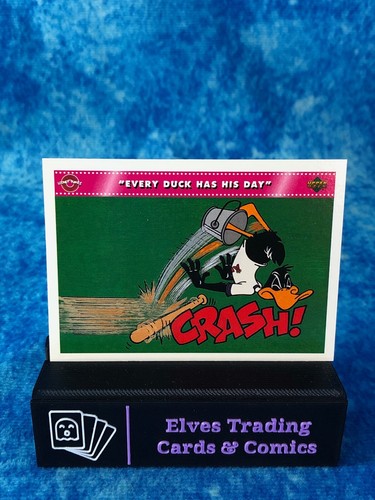 "EVERY DUCK HAS HIS DAY"
CRASH!
Elves Trading
Cards & Comics